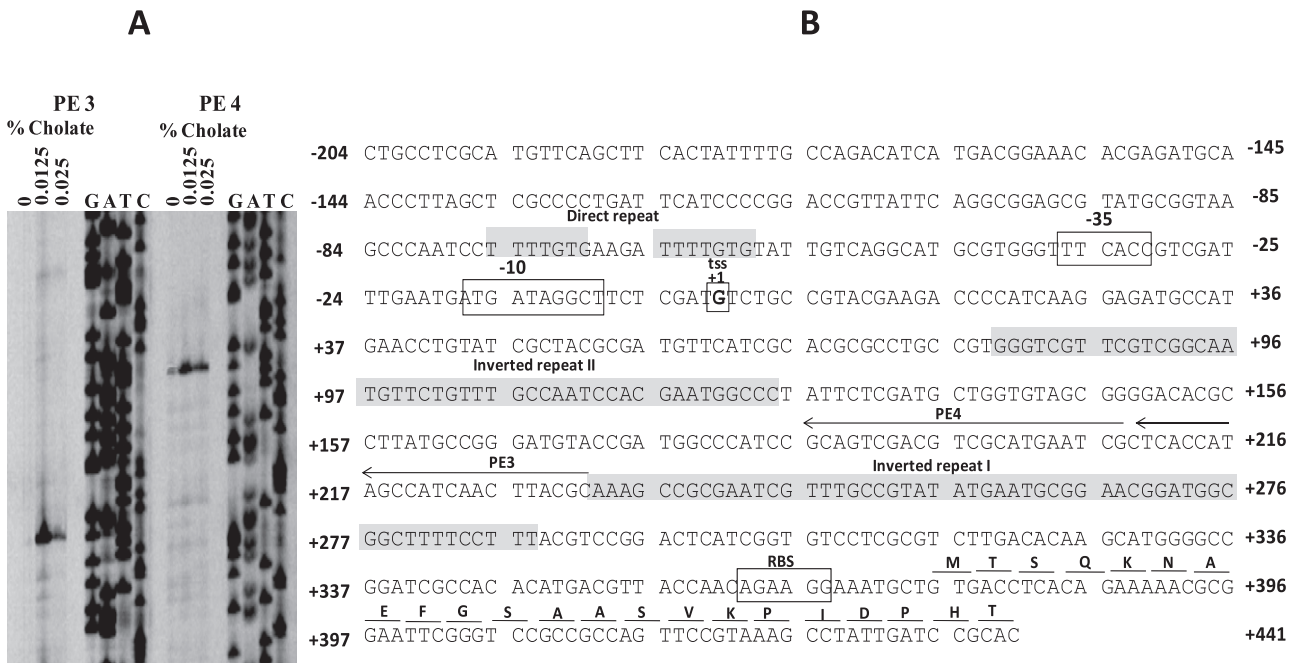 A B
PE 3 PE 4
% Cholate % Cholate
0 0.0125 0.025 G A T C 0 0.0125 0.025 G A T C
-204 CTGCCTCGCA TGTTCAGCTT CACTATTTTG CCAGACATCA TGACGGAAAC ACGAGATGCA -145
-144 ACCCTTAGCT CGCCCCTGAT TCATCCCCGG ACCGTTATTC AGGCGGAGCG TATGCGGTAA -85
Direct repeat -35
-84 GCCCAATCCT TTTGTGAAGA TTTTGTGTAT TGTCAGGCAT GCGTGGGTTT CACCGTCGAT -25
-10 tss
+1
-24 TTGAATGATG ATAGGCTTCT CGATGTCTGC CGTACGAAGA CCCCATCAAG GAGATGCCAT +36
+37 GAACCTGTAT CGCTACGCGA TGTTCATCGC ACGCGCCTGC CGTGGGTCGT TCGTCGGCAA +96
Inverted repeat II
+97 TGTTCTGTTT GCCAATCCAC GAATGGCCCT ATTCTCGATG CTGGTGTAGC GGGGACACGC +156
PE4
+157 CTTATGCCGG GATGTACCGA TGGCCCATCC GCAGTCGACG TCGCATGAAT CGCTCACCAT +216
PE3 Inverted repeat I
+217 AGCCATCAAC TTACGCAAAG CCGCGAATCG TTTGCCGTAT ATGAATGCGG AACGGATGGC +276
+277 GGCTTTTCCT TTACGTCCGG ACTCATCGGT GTCCTCGCGT CTTGACACAA GCATGGGGCC +336
RBS M T S Q K N A
+337 GGATCGCCAC ACATGACGTT ACCAACAGAA GGAAATGCTG TGACCTCACA GAAAAACGCG +396
E F G S A A S V K P I D P H T
+397 GAATTCGGGT CCGCCGCCAG TTCCGTAAAG CCTATTGATC CGCAC +441